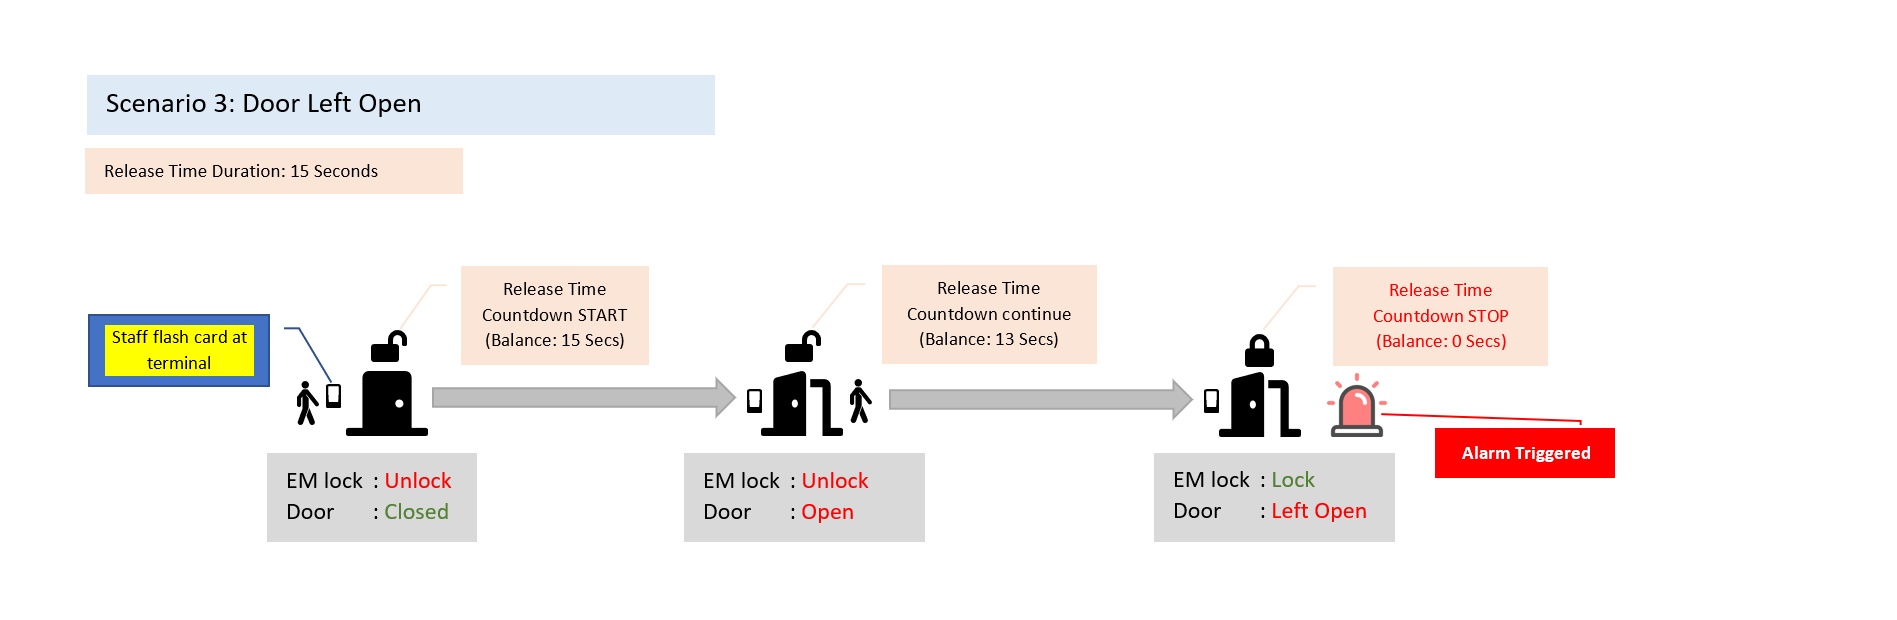 Scenario 3: Door Left Open
Release Time Duration: 15 Seconds
Staff flash card at
terminal
Release Time
Countdown START
(Balance: 15 Secs)
Release Time
Countdown continue
(Balance: 13 Secs)
Release Time
Countdown STOP
(Balance: 0 Secs)
Alarm Triggered
EM lock : Unlock
Door : Closed
EM lock : Unlock
Door : Open
EM lock : Lock
Door : Left Open